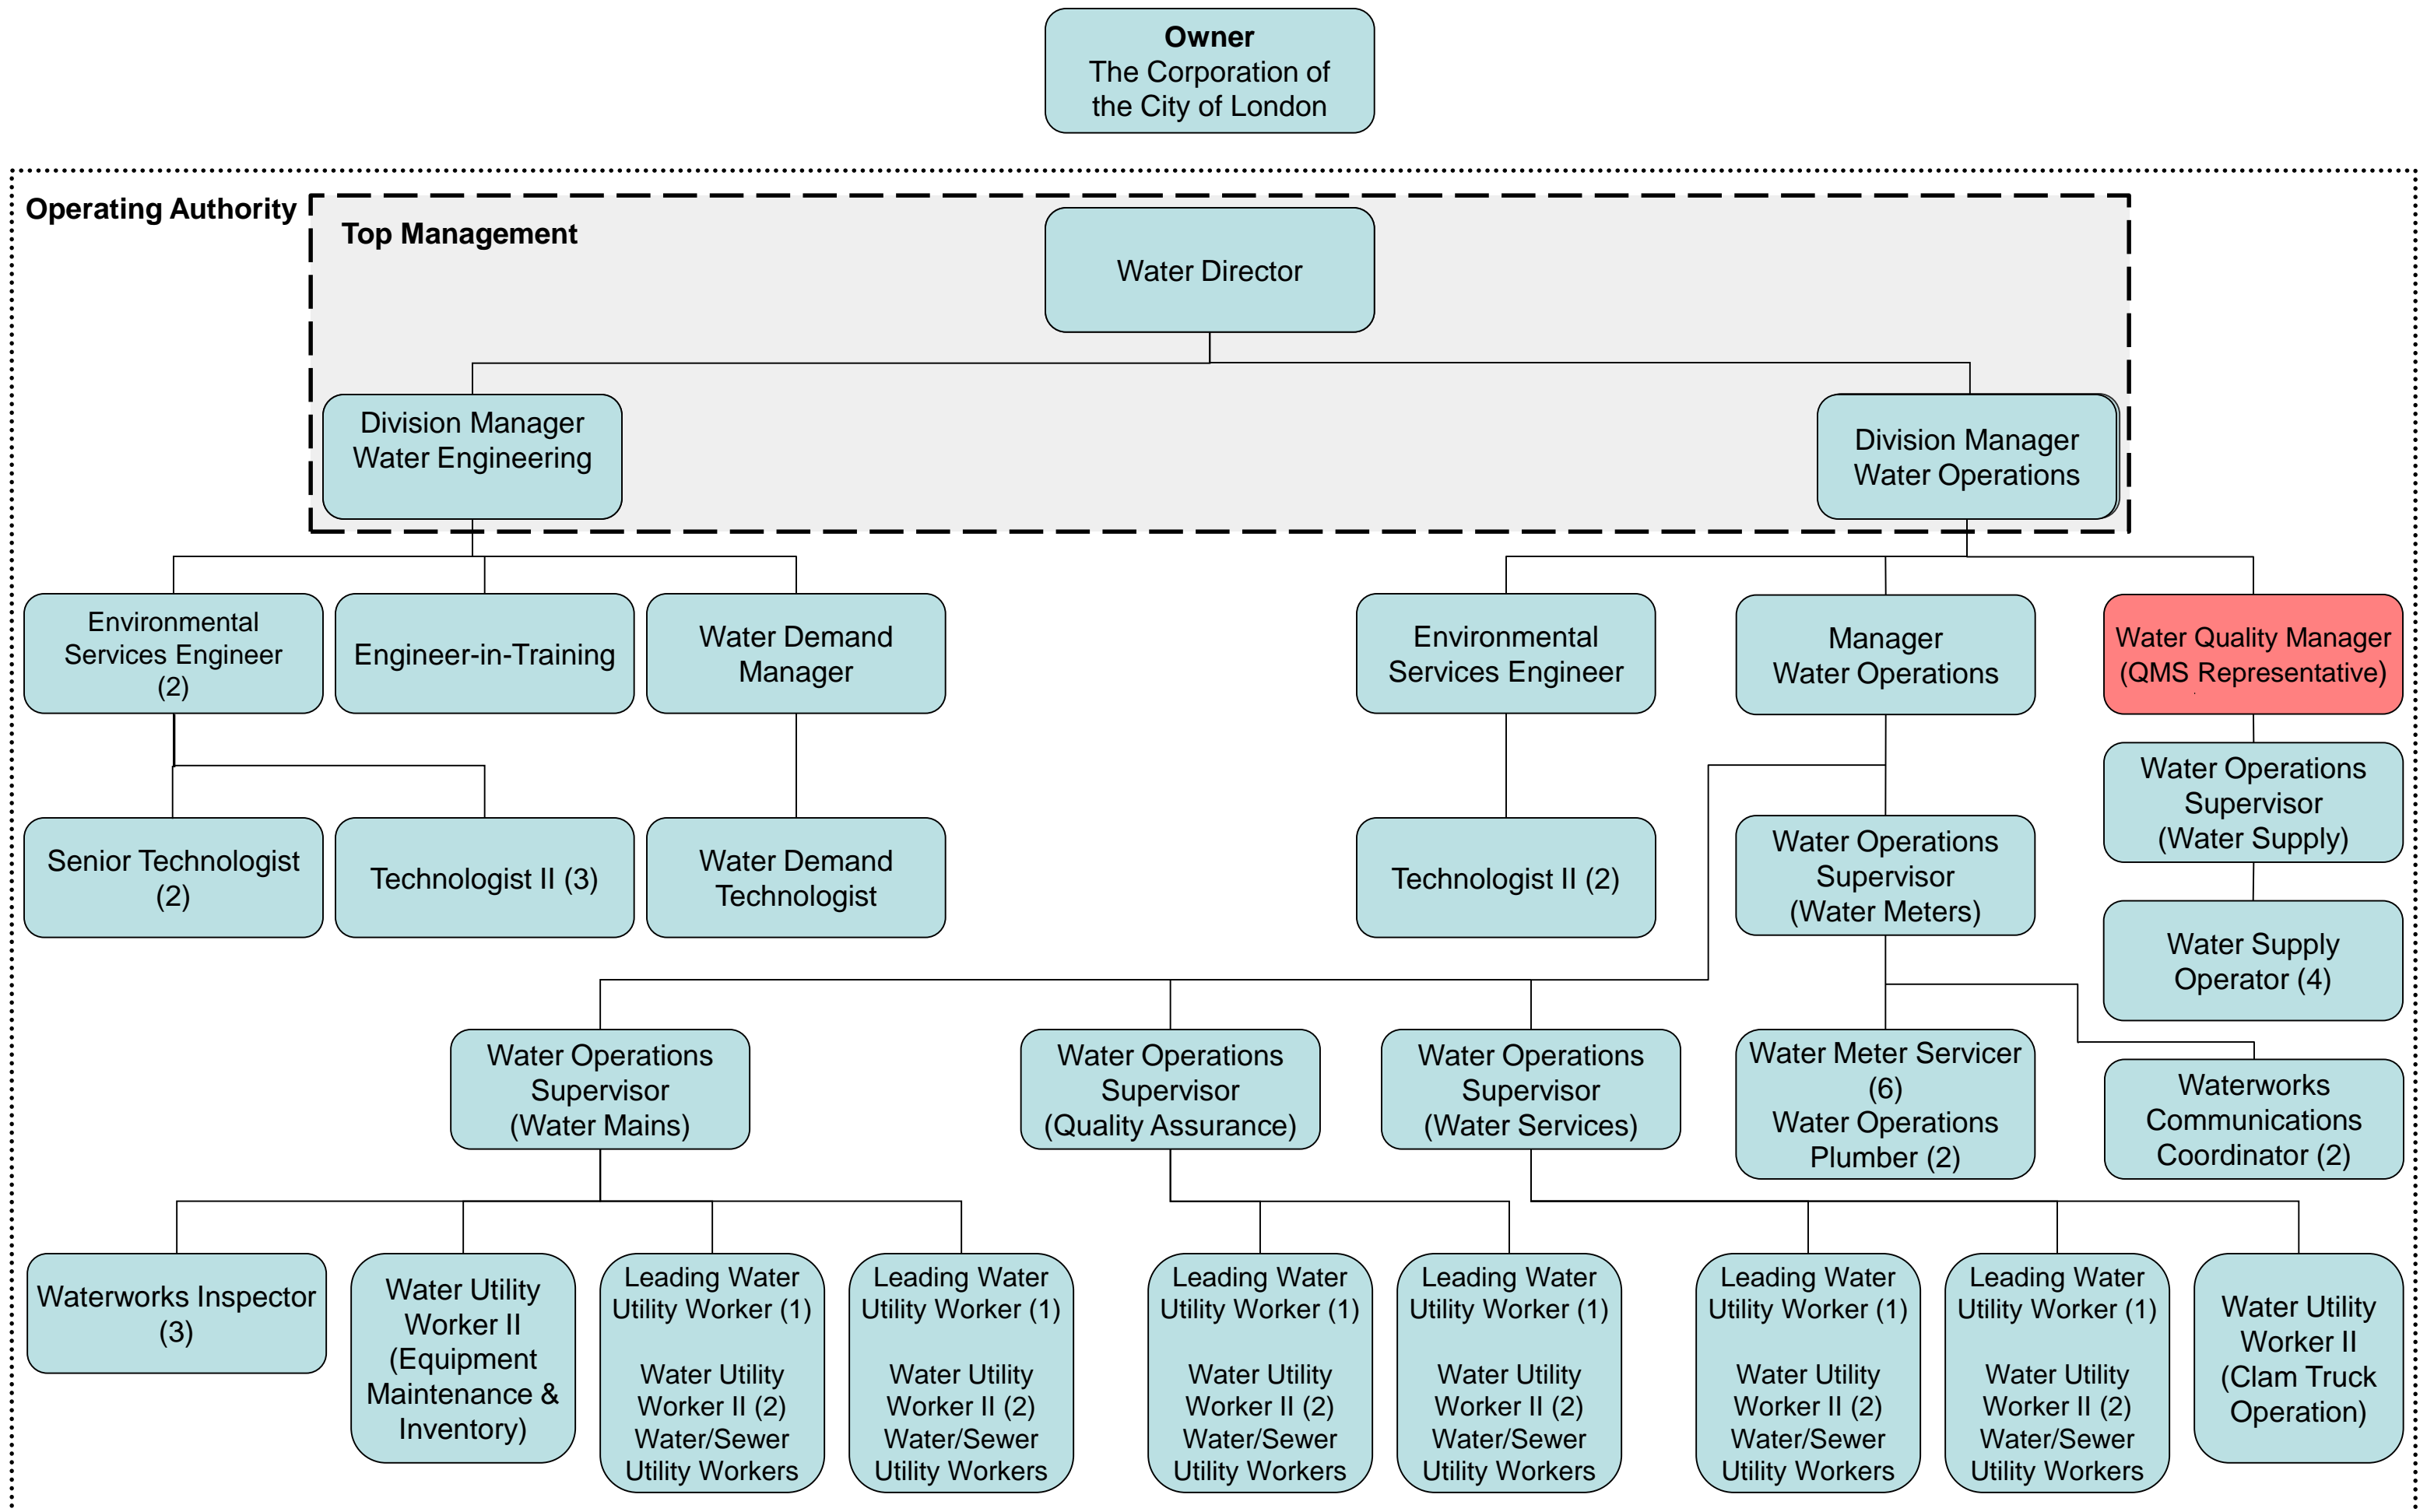 Owner
The Corporation of
the City of London
Operating Authority
Top Management
Water Director
Division Manager
Water Engineering
Division Manager
Water Operations
Environmental
Services Engineer
(2)
Engineer-in-Training
Water Demand
Manager
Environmental
Services Engineer
Manager
Water Operations
Water Quality Manager
(QMS Representative)
Senior Technologist
(2)
Technologist II (3)
Water Demand
Technologist
Technologist II (2)
Water Operations
Supervisor
(Water Meters)
Water Operations
Supervisor
(Water Supply)
Water Supply
Operator (4)
Water Operations
Supervisor
(Water Mains)
Water Operations
Supervisor
(Quality Assurance)
Water Operations
Supervisor
(Water Services)
Water Meter Servicer
(6)
Water Operations
Plumber (2)
Waterworks
Communications
Coordinator (2)
Waterworks Inspector
(3)
Water Utility
Worker II
(Equipment
Maintenance &
Inventory)
Leading Water
Utility Worker (1)
Water Utility
Worker II (2)
Water/Sewer
Utility Workers
Leading Water
Utility Worker (1)
Water Utility
Worker II (2)
Water/Sewer
Utility Workers
Leading Water
Utility Worker (1)
Water Utility
Worker II (2)
Water/Sewer
Utility Workers
Leading Water
Utility Worker (1)
Water Utility
Worker II (2)
Water/Sewer
Utility Workers
Leading Water
Utility Worker (1)
Water Utility
Worker II (2)
Water/Sewer
Utility Workers
Leading Water
Utility Worker (1)
Water Utility
Worker II (2)
Water/Sewer
Utility Workers
Water Utility
Worker II
(Clam Truck
Operation)